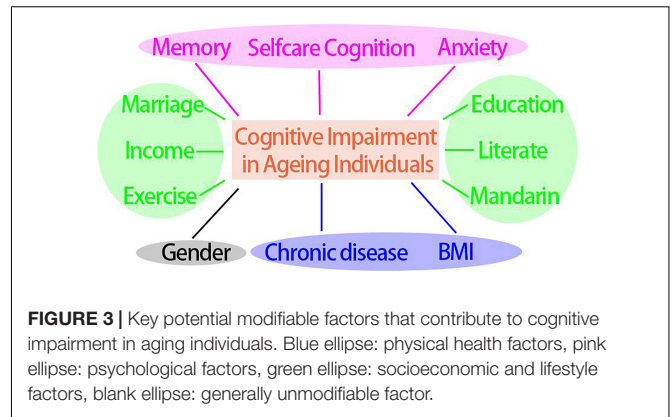 Memory Selfcare Cognition Anxiety
Marriage
Education
Income
Cognitive Impairment
in Ageing Individuals
Literate
Exercise
Mandarin
Gender
Chronic disease BMI
FIGURE 3 | Key potential modifiable factors that contribute to cognitive
impairment in aging individuals. Blue ellipse: physical health factors, pink
ellipse: psychological factors, green ellipse: socioeconomic and lifestyle
factors, blank ellipse: generally unmodifiable factor.